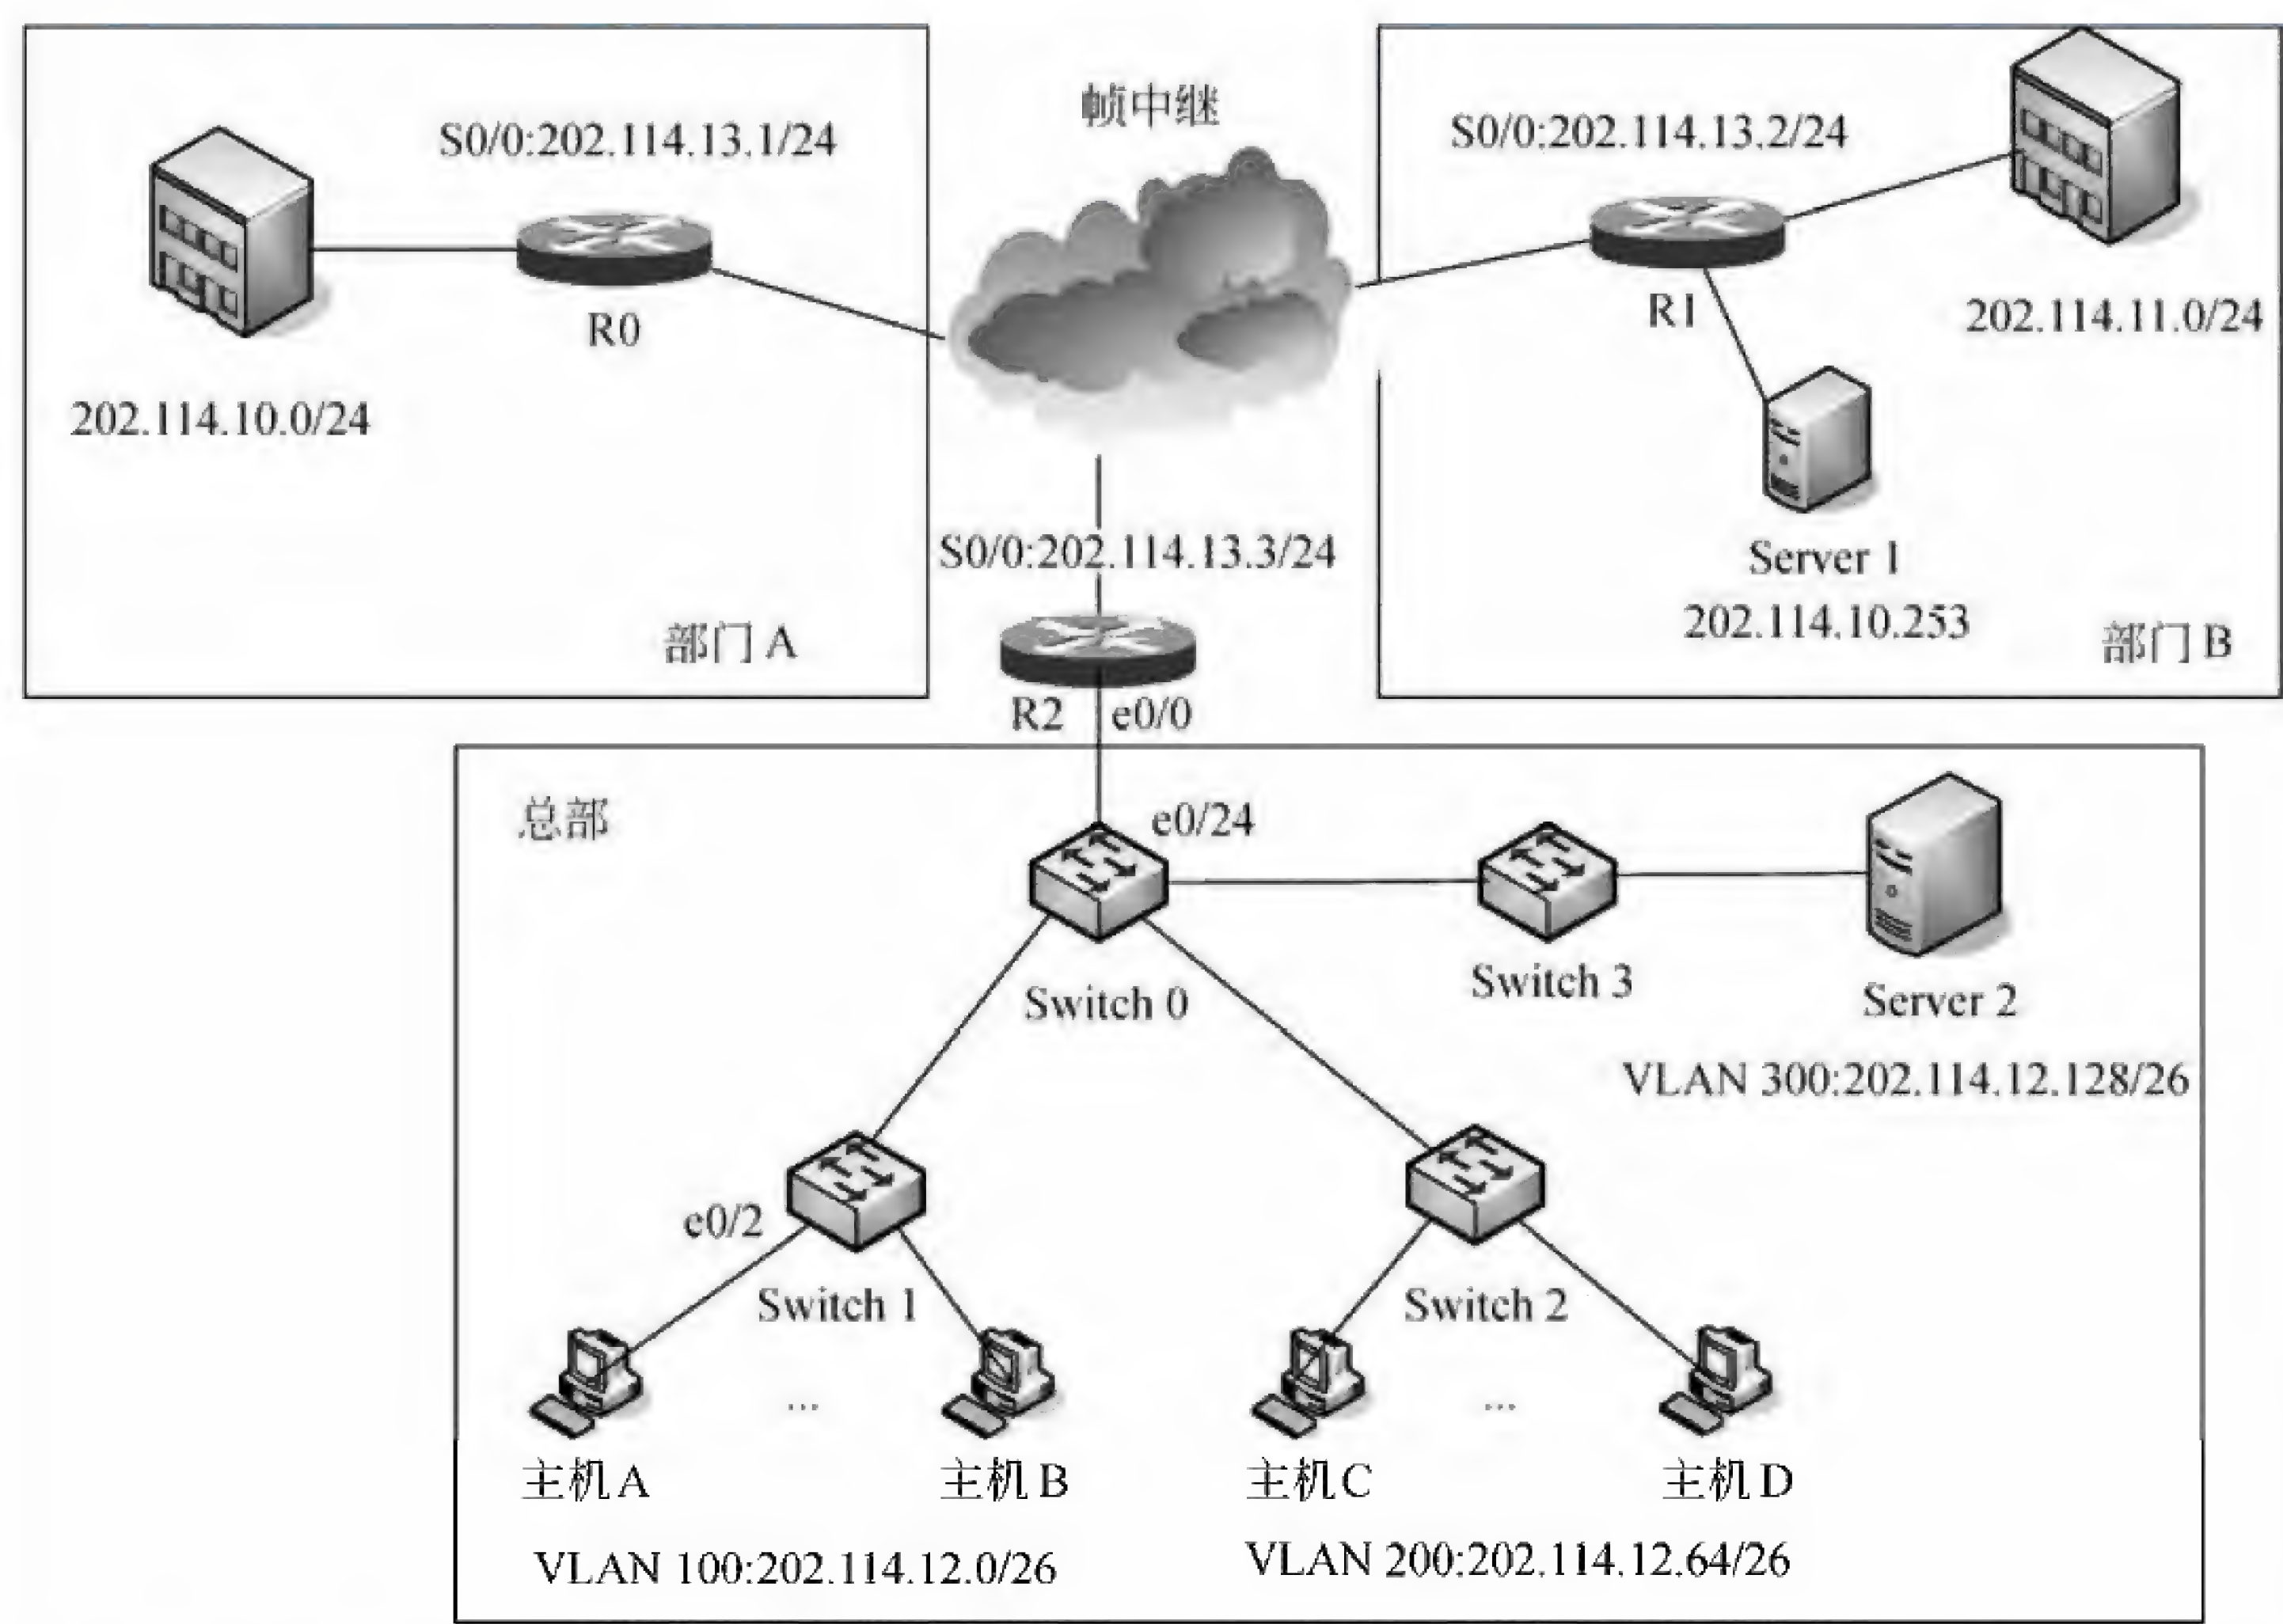 帧中继
S0/0:202.114.13.1/24
R0
202.114.10.0/24
部门 A
S0/0:202.114.13.2/24
R1
202.114.11.0/24
Server 1
202.114.10.253
部门 B
S0/0:202.114.13.3/24
R2
e0/0
总部
e0/24
Switch 0
Switch 3
Server 2
VLAN 300:202.114.12.128/26
e0/2
Switch 1
Switch 2
...
...
主机A
主机B
主机C
主机D
VLAN 100:202.114.12.0/26
VLAN 200:202.114.12.64/26